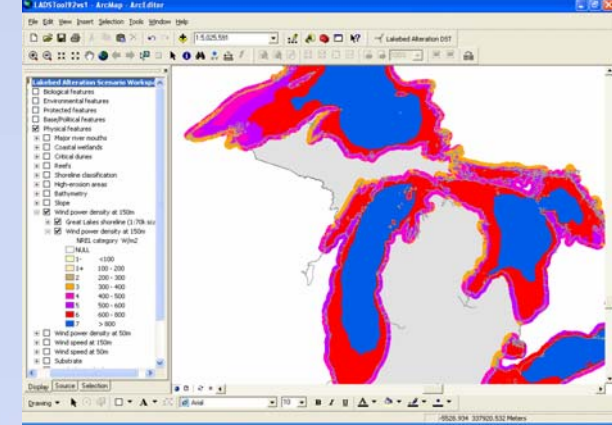 LADSTool92vs1 - ArcMap - ArcEditor
File Edit View Insert Selection Tools Window Help
1:5,025,581
Lakebed Alteration DST
Lakebed Alteration Scenario Workspa
Biological features
Environmental features
Protected features
Base/Political features
Physical features
Major river mouths
Coastal wetlands
Critical dunes
Reefs
Shoreline classification
High-erosion areas
Bathymetry
Slope
Wind power density at 150m
Great Lakes shoreline (1:70k sca
Wind power density at 150m
NREL category W/m2
NULL
1- <100
1+ 100 - 200
2 200 - 300
3 300 - 400
4 400 - 500
5 500 - 600
6 600 - 800
7 > 800
Wind power density at 50m
Wind speed at 150m
Wind speed at 50m
Substrate
Display Source Selection
Drawing A Arial 10 B I U A
-5526.934 337920.532 Meters